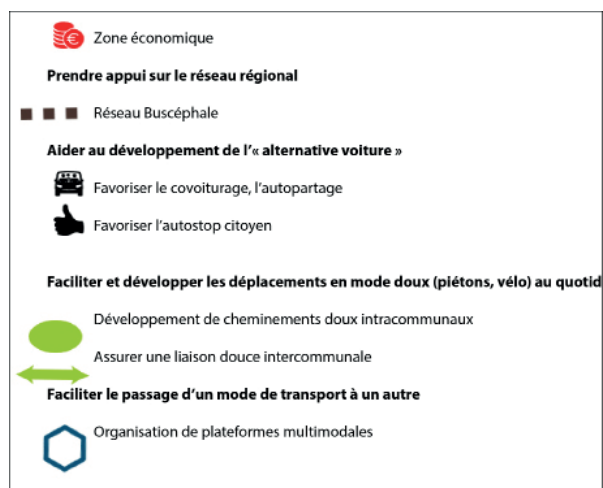 Zone économique
Prendre appui sur le réseau régional
Réseau Buscéphale
Aider au développement de l'« alternative voiture »
Favoriser le covoiturage, l'autopartage
Favoriser l'autostop citoyen
Faciliter et développer les déplacements en mode doux (piétons, vélo) au quotid
Développement de cheminements doux intracommunaux
Assurer une liaison douce intercommunale
Faciliter le passage d'un mode de transport à un autre
Organisation de plateformes multimodales